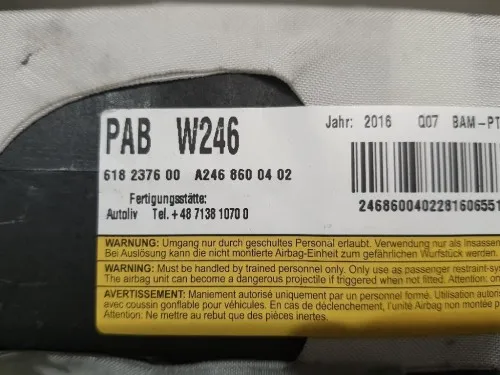 PAB W246
Jahr: 2016 Q07 BAM-PT
618 2376 00 A246 860 04 02
Fertigungsstätte:
Autoliv Tel. +48 71381070 0
2468600402281606551
WARNUNG: Umgang nur durch geschultes Personal erlaubt. Verwendung nur als Insassen
Bei Auslösung kann die nicht montierte Airbag-Einheit zum gefährlichen Wurfstück werden.
WARNING: Must be handled by trained personnel only. Only use as passenger restraint-sy
The airbag unit can become a dangerous projectile if triggered when not fitted. Attention:
AVERTISSEMENT: Maniement autorisé uniquement par un personnel formé. Utilisation autor
avec coussin gonflable pour véhicules. En cas de déclenchement, l'unité Airbag non montée p
Attention: Ne mettre au rebut que des pièces inertes.